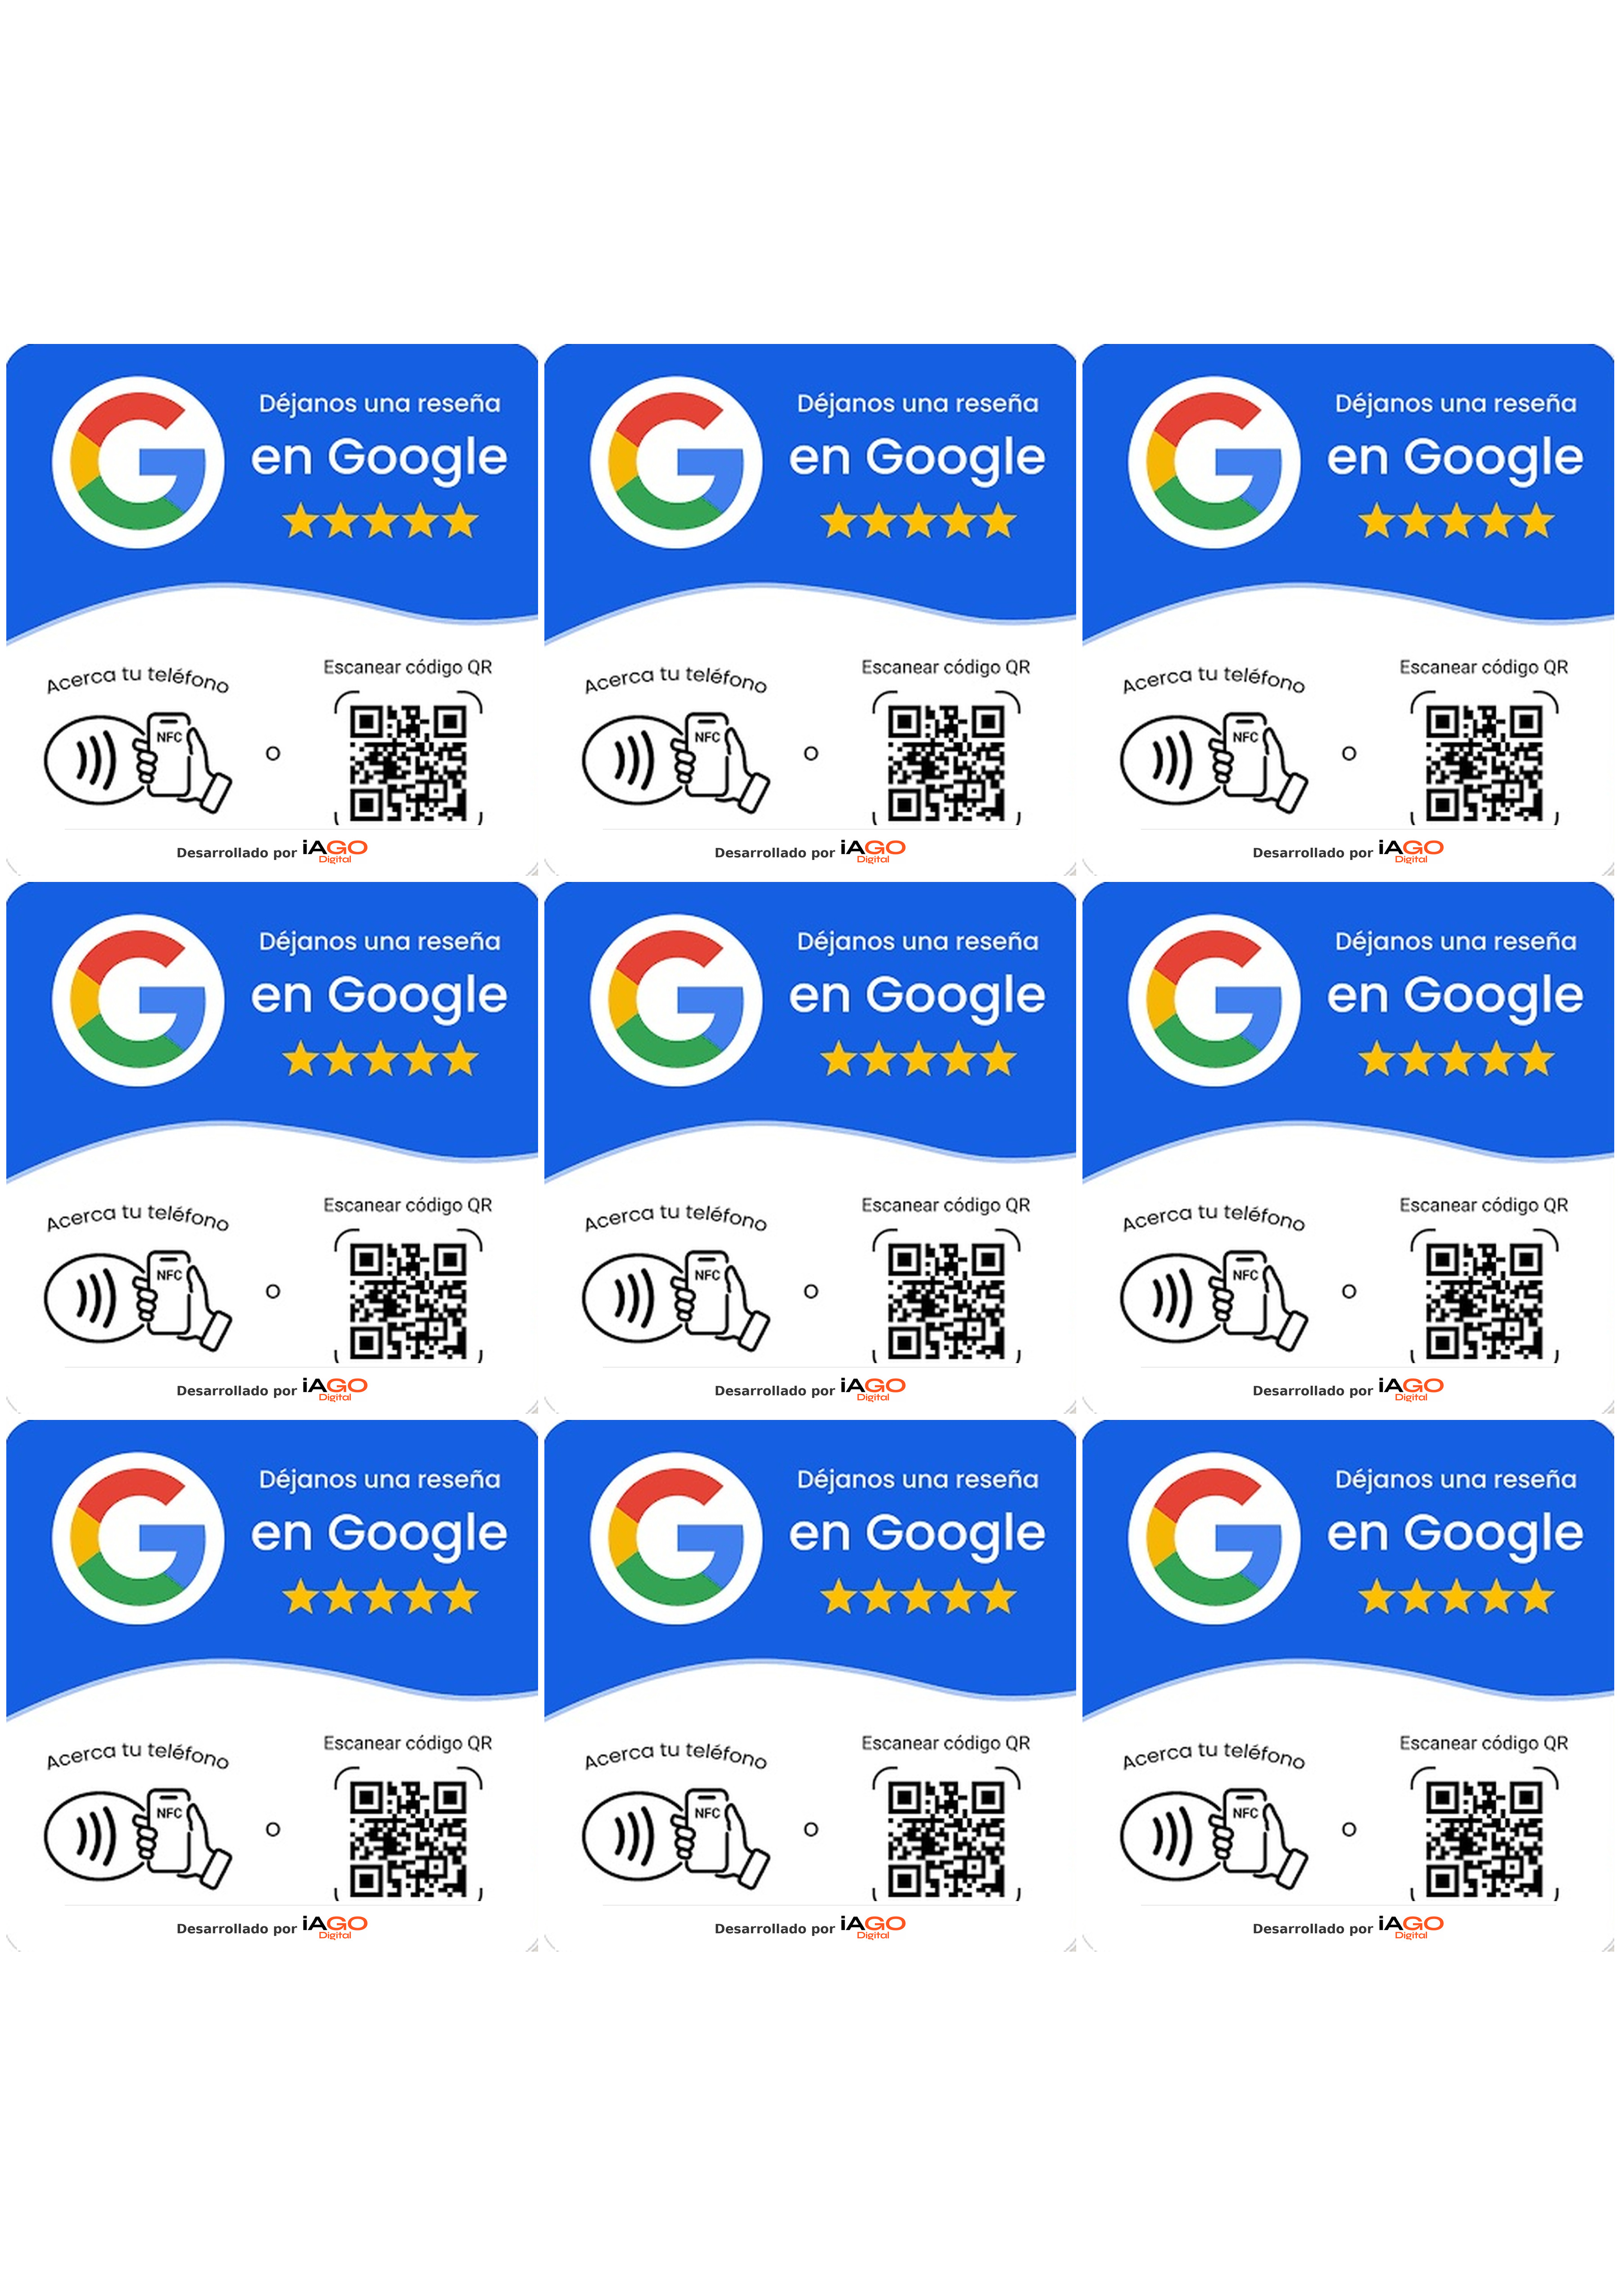 Déjanos una reseña
en Google
Acerca tu teléfono
Escanear código QR
NFC
o
Desarrollado por iAGO
Digital
Déjanos una reseña
en Google
Acerca tu teléfono
Escanear código QR
NFC
o
Desarrollado por iAGO
Digital
Déjanos una reseña
en Google
Acerca tu teléfono
Escanear código QR
NFC
o
Desarrollado por iAGO
Digital
Déjanos una reseña
en Google
Acerca tu teléfono
Escanear código QR
NFC
o
Desarrollado por iAGO
Digital
Déjanos una reseña
en Google
Acerca tu teléfono
Escanear código QR
NFC
o
Desarrollado por iAGO
Digital
Déjanos una reseña
en Google
Acerca tu teléfono
Escanear código QR
NFC
o
Desarrollado por iAGO
Digital
Déjanos una reseña
en Google
Acerca tu teléfono
Escanear código QR
NFC
o
Desarrollado por iAGO
Digital
Déjanos una reseña
en Google
Acerca tu teléfono
Escanear código QR
NFC
o
Desarrollado por iAGO
Digital
Déjanos una reseña
en Google
Acerca tu teléfono
Escanear código QR
NFC
o
Desarrollado por iAGO
Digital